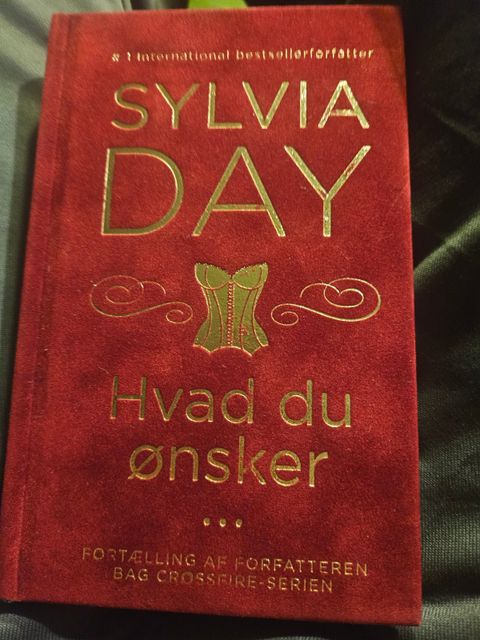 # 1 international bestsellerforfatter
SYLVIA
DAY
Hvad du
ønsker
...
FORTÆLLING AF FORFATTEREN
BAG CROSSFIRE-SERIEN